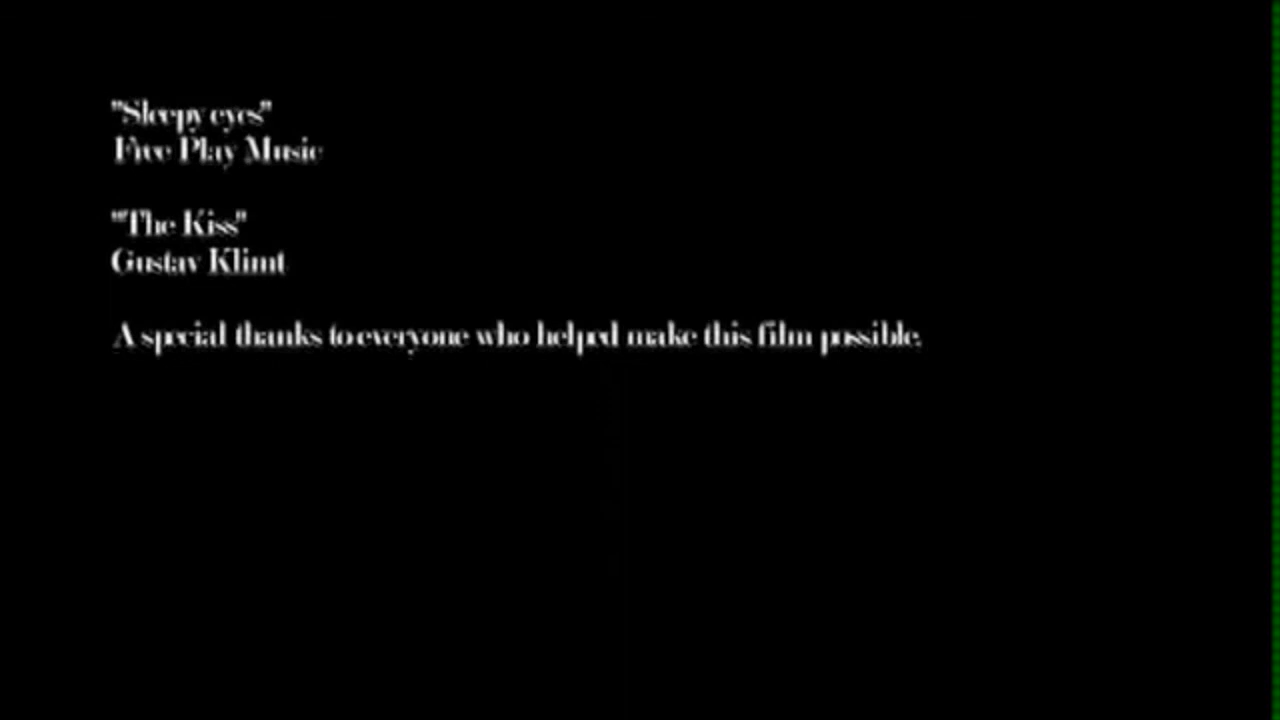 "Sleepy eyes"
Free Play Music
"The Kiss"
Gustav Klimt
A special thanks to everyone who helped make this film possible.